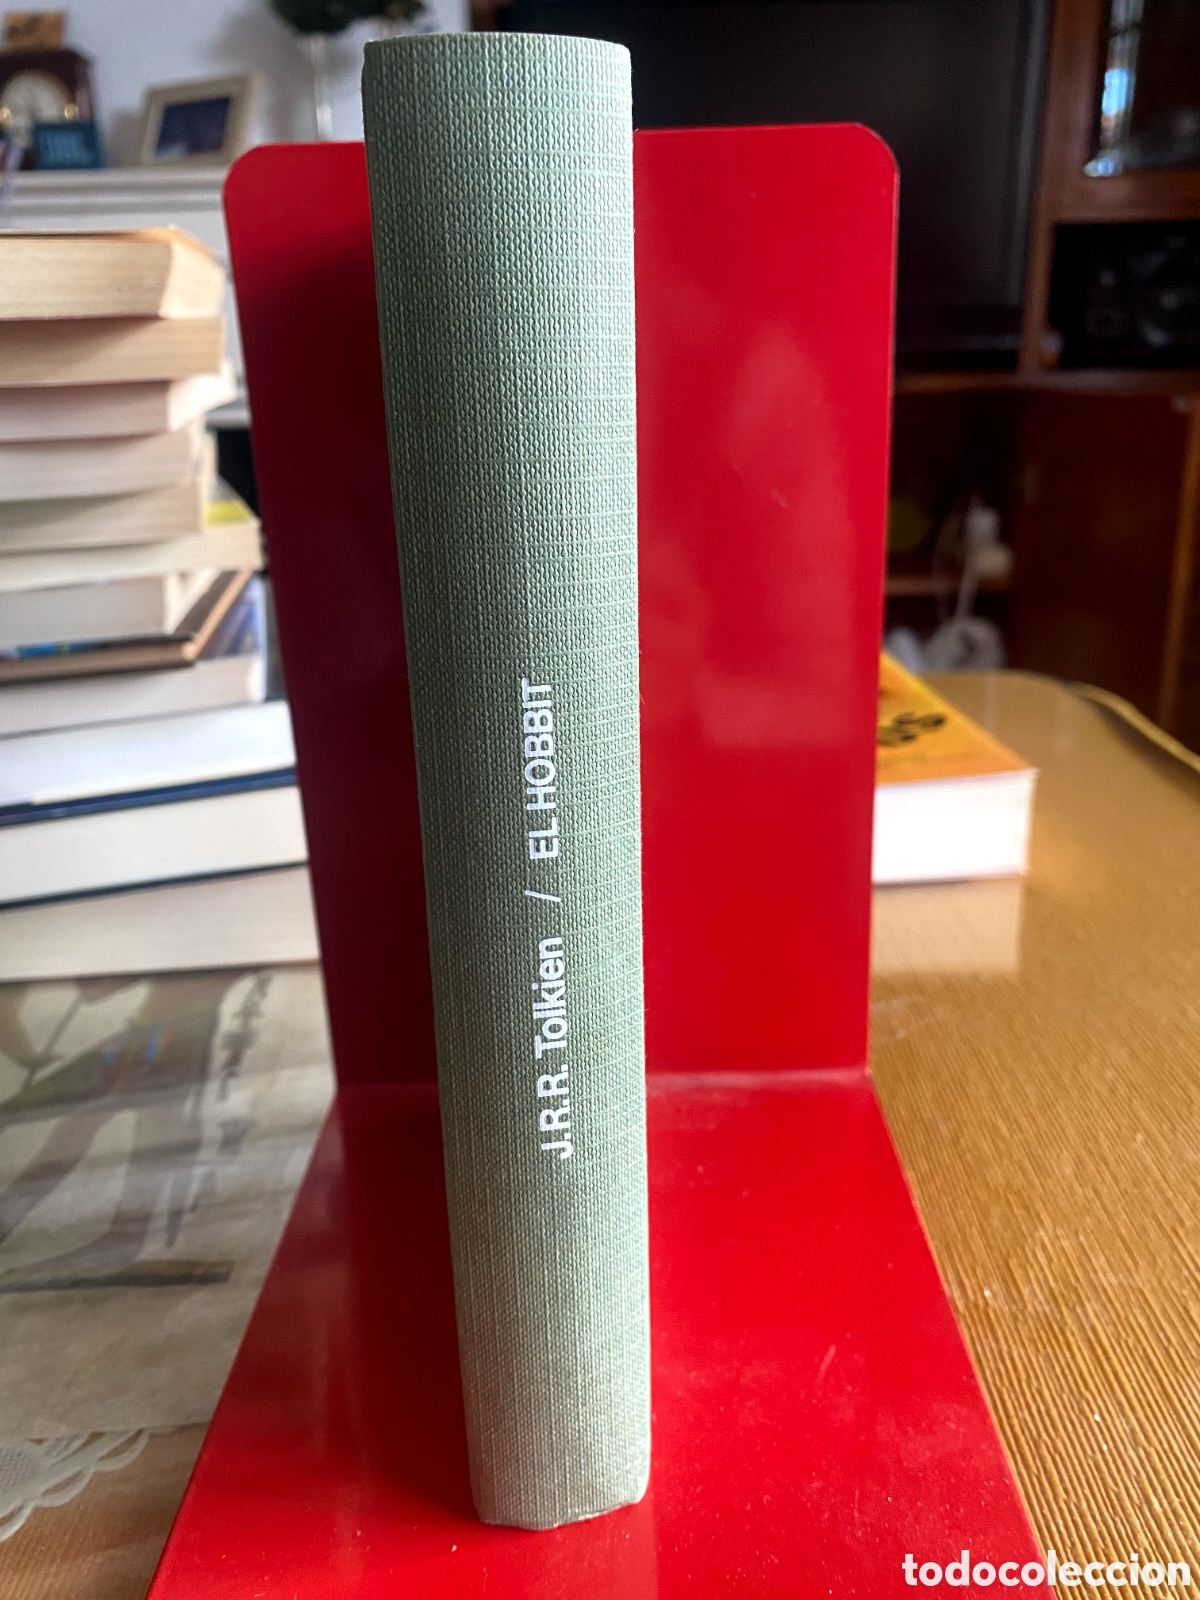 J.R.R. Tolkien / EL HOBBIT
todocoleccion